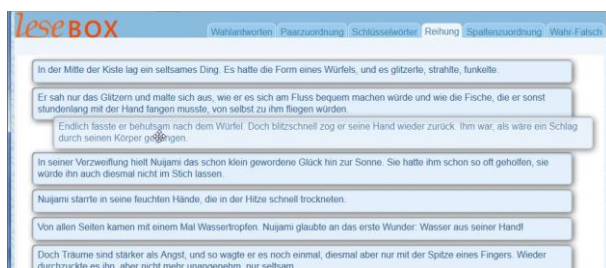 leseBOX
Wahlantworten Paarzuordnung Schlüsselwörter Reihung Spaltenzuordnung Wahr-Falsch
In der Mitte der Kiste lag ein seltsames Ding. Es hatte die Form eines Würfels, und es glitzerte, strahlte, funkelte.
Er sah nur das Glitzern und malte sich aus, wie er es sich am Fluss bequem machen würde und wie die Fische, die er sonst
stundenlang mit der Hand fangen musste, von selbst zu ihm fliegen würden.
Endlich fasste er behutsam nach dem Würfel. Doch blitzschnell zog er seine Hand wieder zurück. Ihm war, als wäre ein Schlag
durch seinen Körper gegangen.
In seiner Verzweiflung hielt Nuijami das schon klein gewordene Glück hin zur Sonne. Sie hatte ihm schon so oft geholfen, sie
würde ihn auch diesmal nicht im Stich lassen.
Nuijami starrte in seine feuchten Hände, die in der Hitze schnell trockneten.
Von allen Seiten kamen mit einem Mal Wassertropfen. Nuijami glaubte an das erste Wunder: Wasser aus seiner Hand!
Doch Träume sind stärker als Angst, und so wagte er es noch einmal, diesmal aber nur mit der Spitze eines Fingers. Wieder
durchzuckte es ihn, aber nicht mehr unangenehm, nur seltsam.